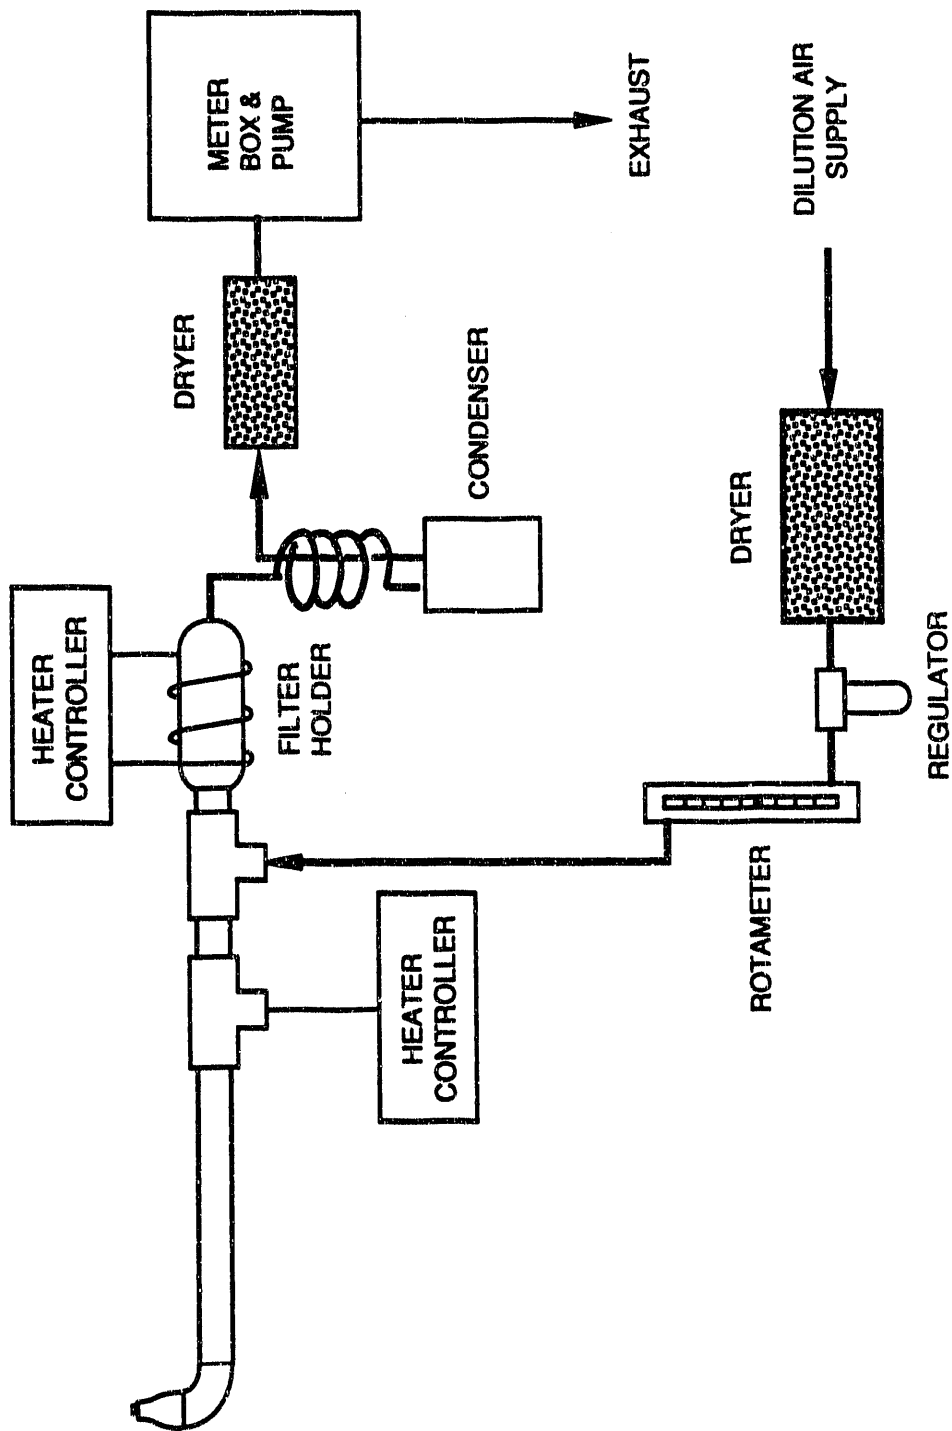 HEATER
CONTROLLER
FILTER
HOLDER
DRYER
METER
BOX &
PUMP
CONDENSER
EXHAUST
HEATER
CONTROLLER
ROTAMETER
DRYER
REGULATOR
DILUTION AIR
SUPPLY